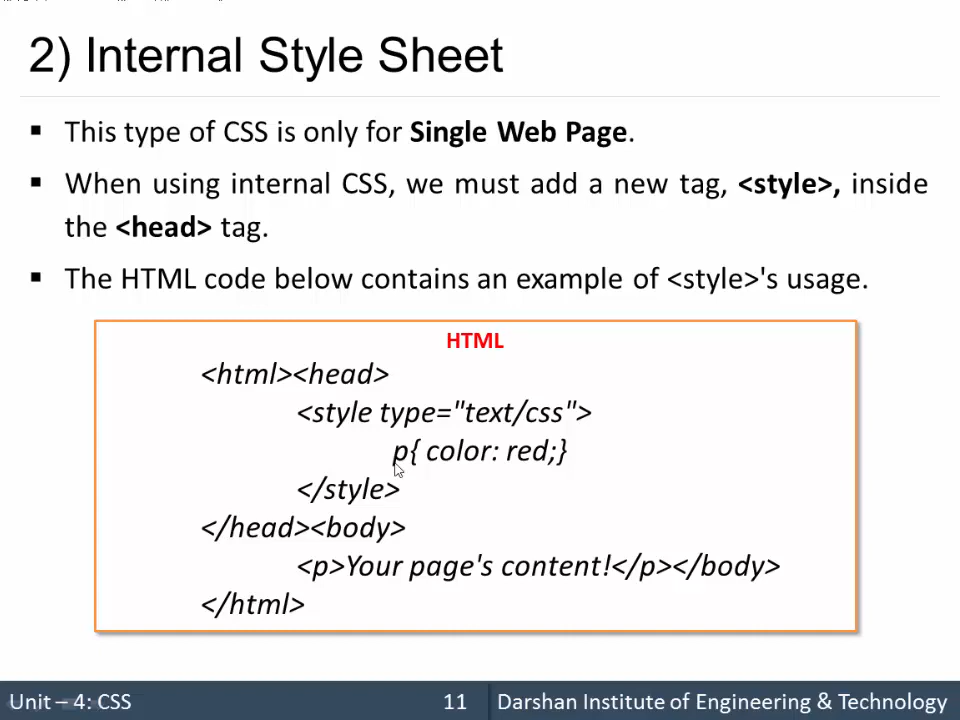 2) Internal Style Sheet
▪ This type of CSS is only for Single Web Page.
▪ When using internal CSS, we must add a new tag, <style>, inside
the <head> tag.
▪ The HTML code below contains an example of <style>'s usage.
HTML
<html><head>
<style type="text/css">
p{ color: red;}
</style>
</head><body>
<p>Your page's content!</p></body>
</html>
Unit – 4: CSS 11 Darshan Institute of Engineering & Technology